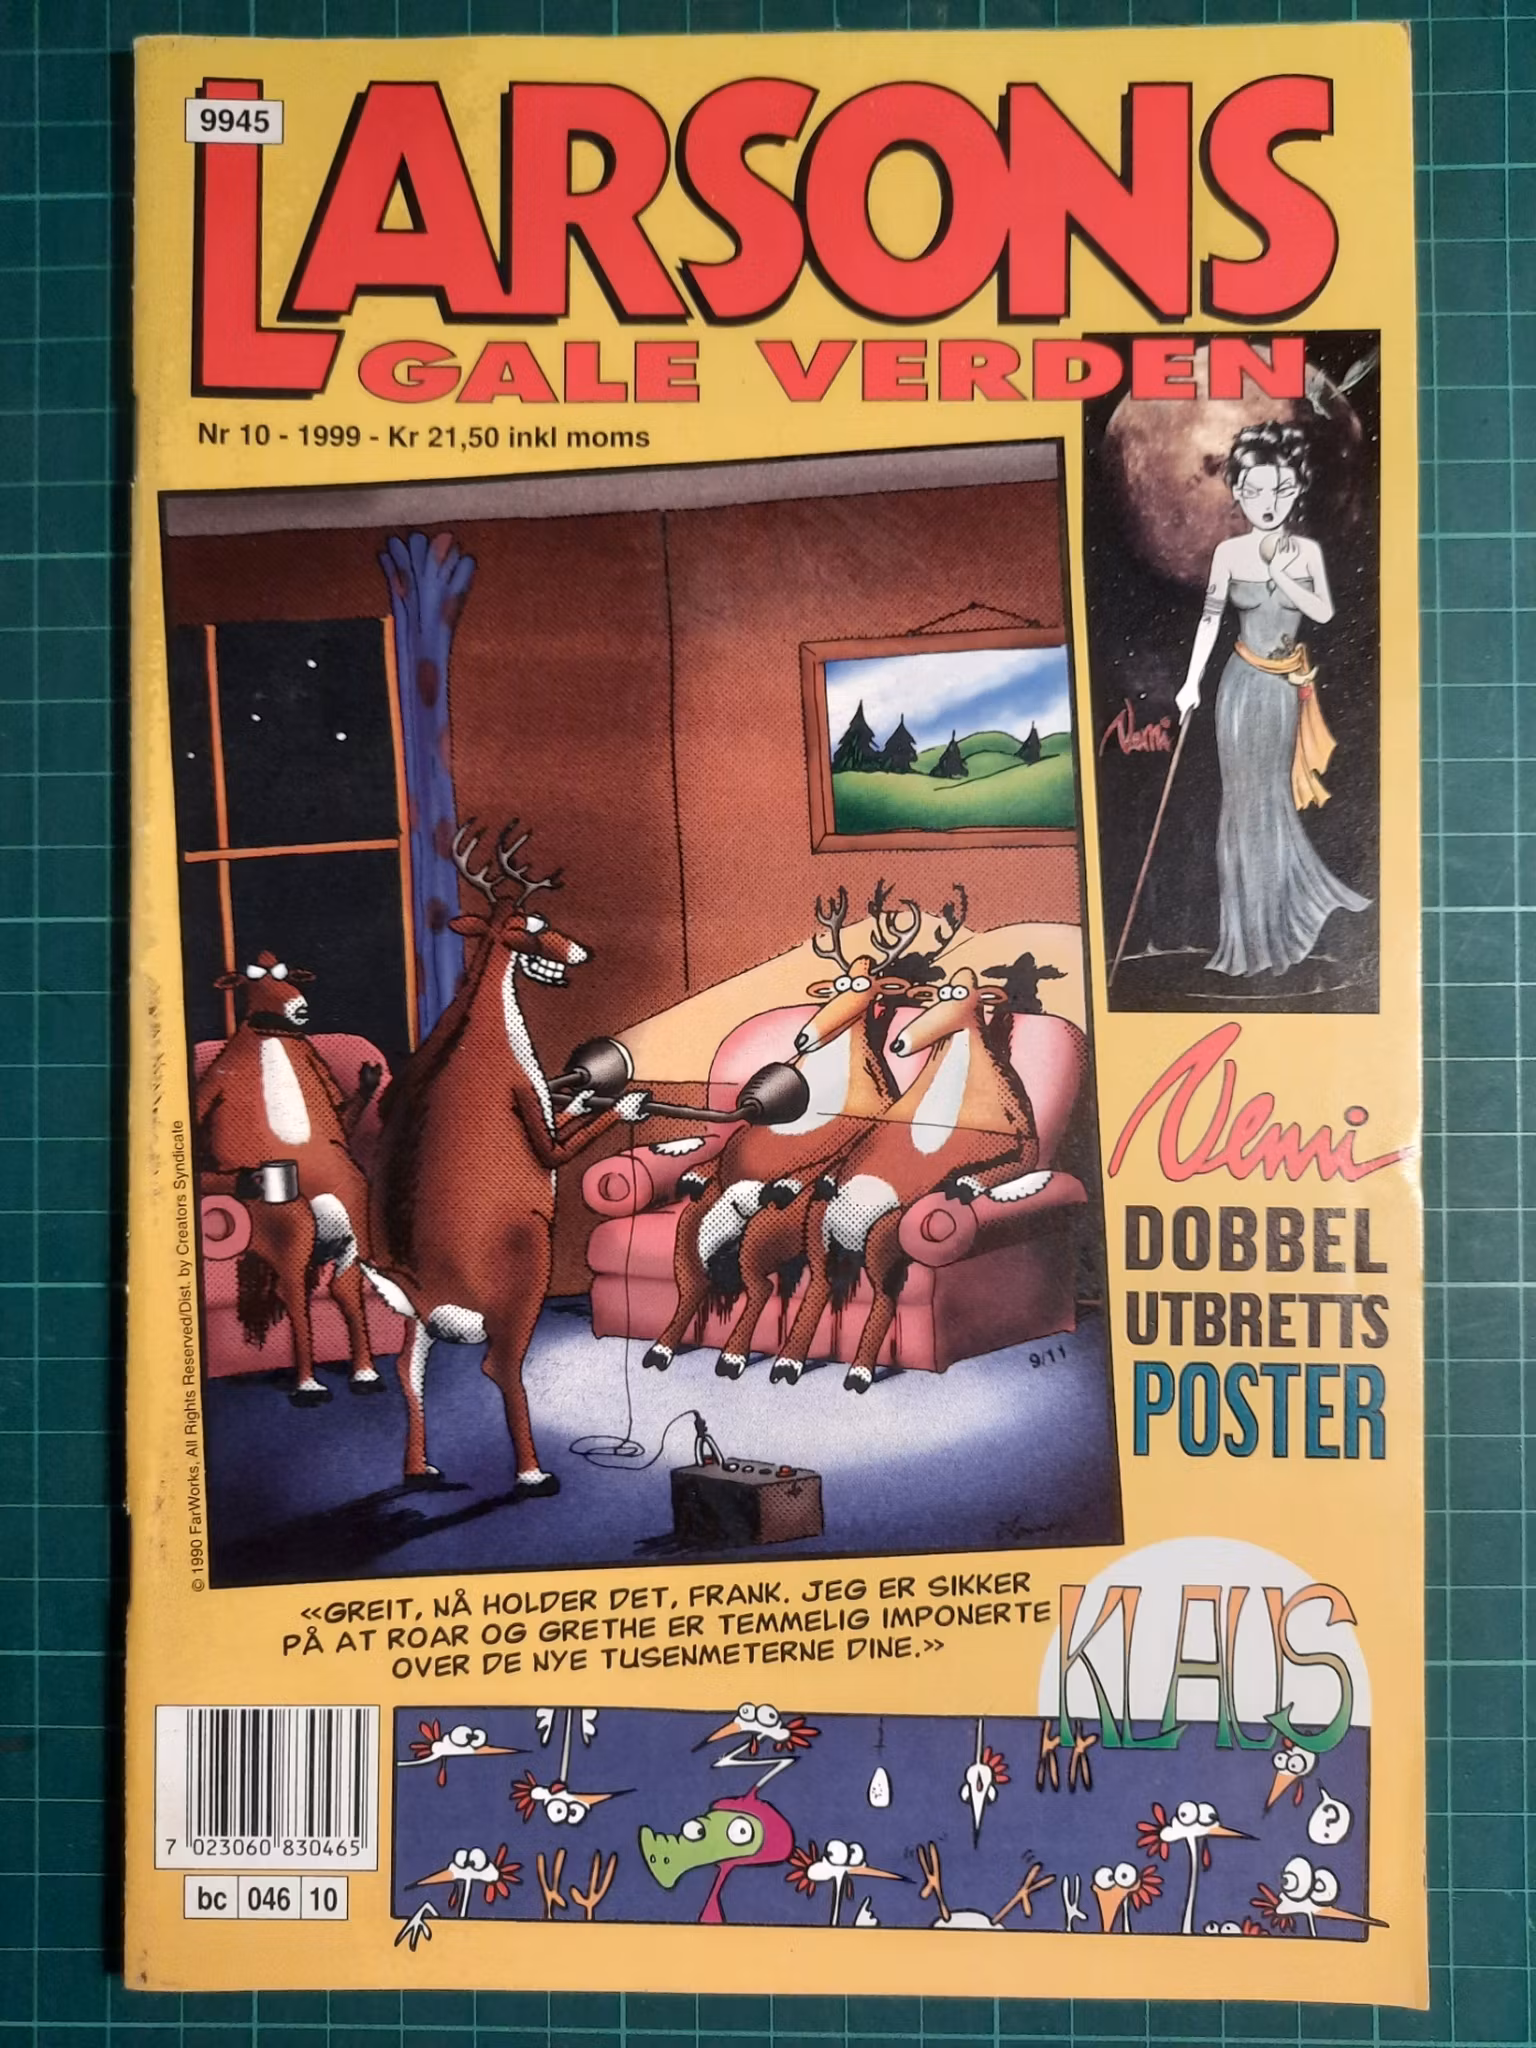 9945
LARSONS
GALE VERDEN
Nr 10 - 1999 - Kr 21,50 inkl moms
Nemi
Nemi
DOBBEL
UTBRETTS
POSTER
9/11
© 1990 FarWorks, All Rights Reserved/Dist. by Creators Syndicate
«GREIT, NÅ HOLDER DET, FRANK. JEG ER SIKKER
PÅ AT ROAR OG GRETHE ER TEMMELIG IMPONERTE
OVER DE NYE TUSENMETERNE DINE.»
KLAUS
?
7 023060 830465
bc 046 10